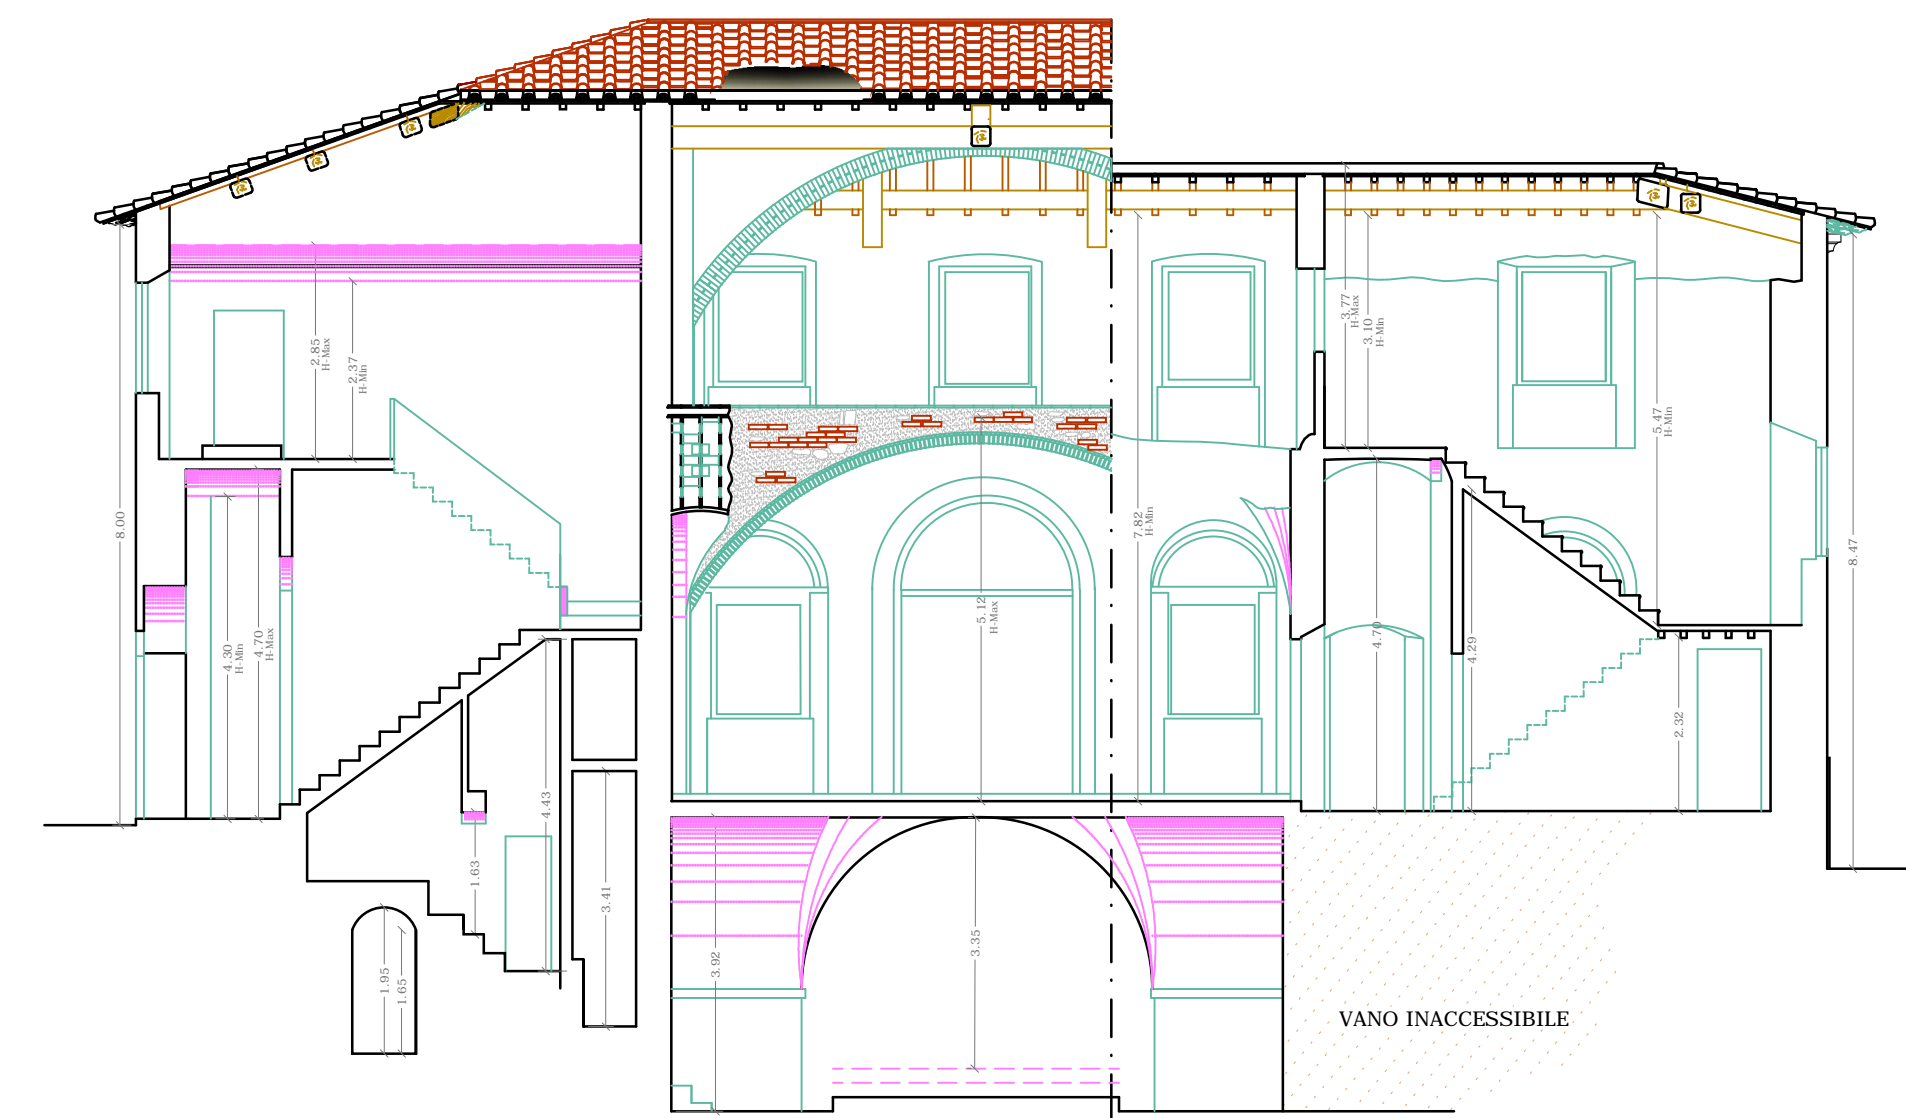 8.00
2.85
H-Max
2.37
H-Min
4.30
H-Min
4.70
H-Max
1.63
4.43
3.41
1.95
1.65
3.92
3.35
5.12
H-Max
7.82
H-Min
3.77
H-Max
3.10
H-Min
4.70
4.29
5.47
H-Min
2.32
8.47
VANO INACCESSIBILE